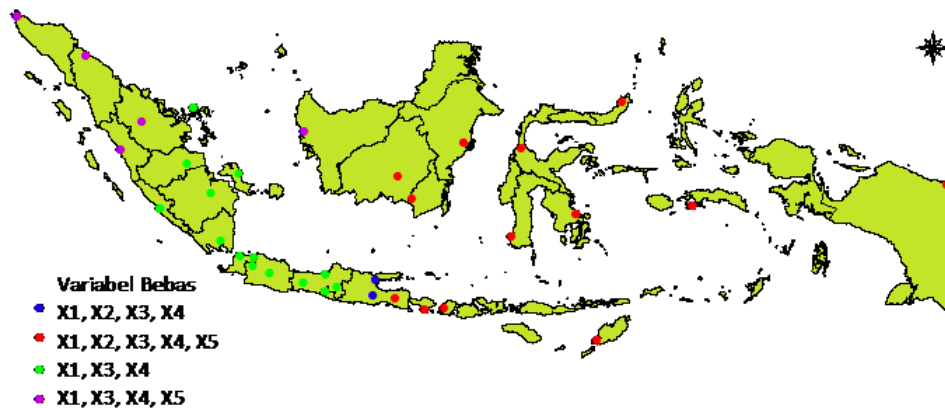 Variabel Bebas
X1, X2, X3, X4
X1, X2, X3, X4, X5
X1, X3, X4
X1, X3, X4, X5